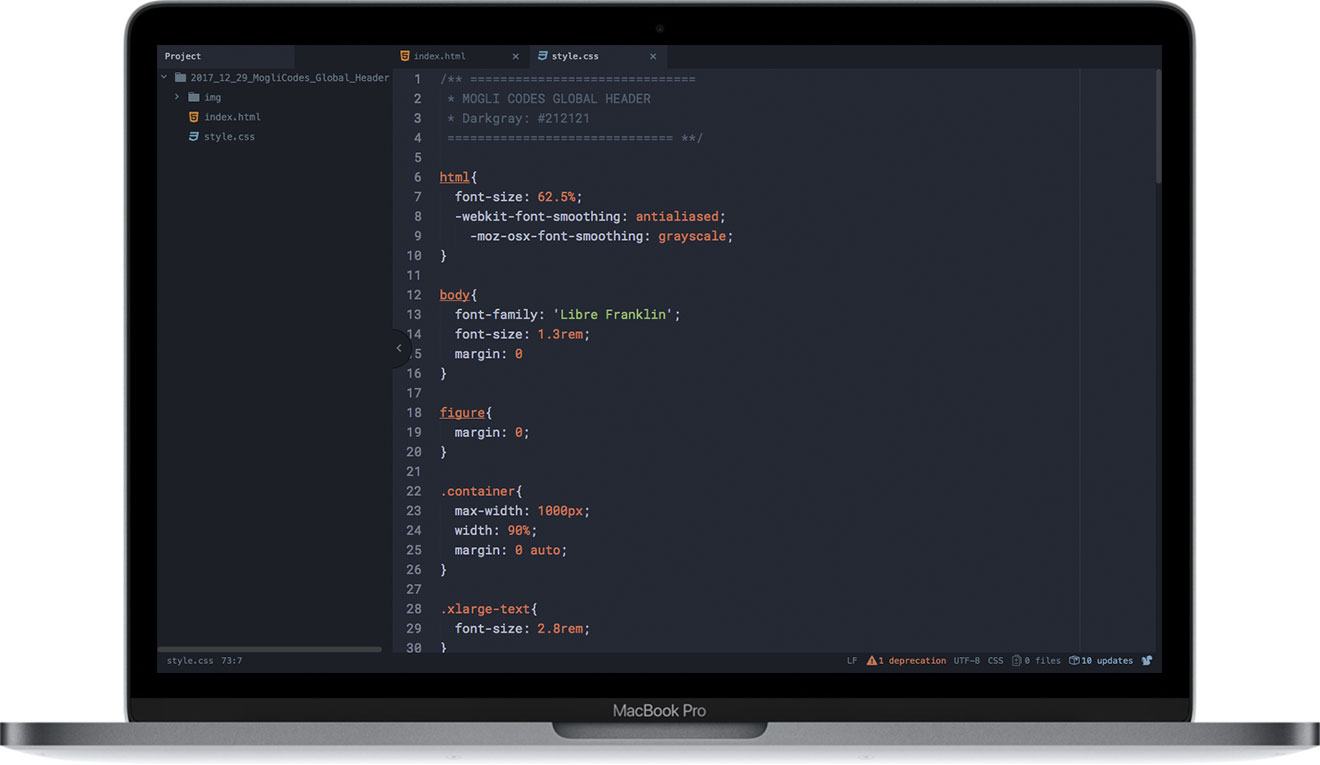 Project
index.html
style.css
2017_12_29_MogliCodes_Global_Header
img
index.html
style.css
1 /** ==============================
2 * MOGLI CODES GLOBAL HEADER
3 * Darkgray: #212121
4 ============================== **/
5
6 html{
7 font-size: 62.5%;
8 -webkit-font-smoothing: antialiased;
9 -moz-osx-font-smoothing: grayscale;
10 }
11
12 body{
13 font-family: 'Libre Franklin';
14 font-size: 1.3rem;
15 margin: 0
16 }
17
18 figure{
19 margin: 0;
20 }
21
22 .container{
23 max-width: 1000px;
24 width: 90%;
25 margin: 0 auto;
26 }
27
28 .xlarge-text{
29 font-size: 2.8rem;
30 }
style.css 73:7
LF 1 deprecation UTF-8 CSS 0 files 10 updates
MacBook Pro